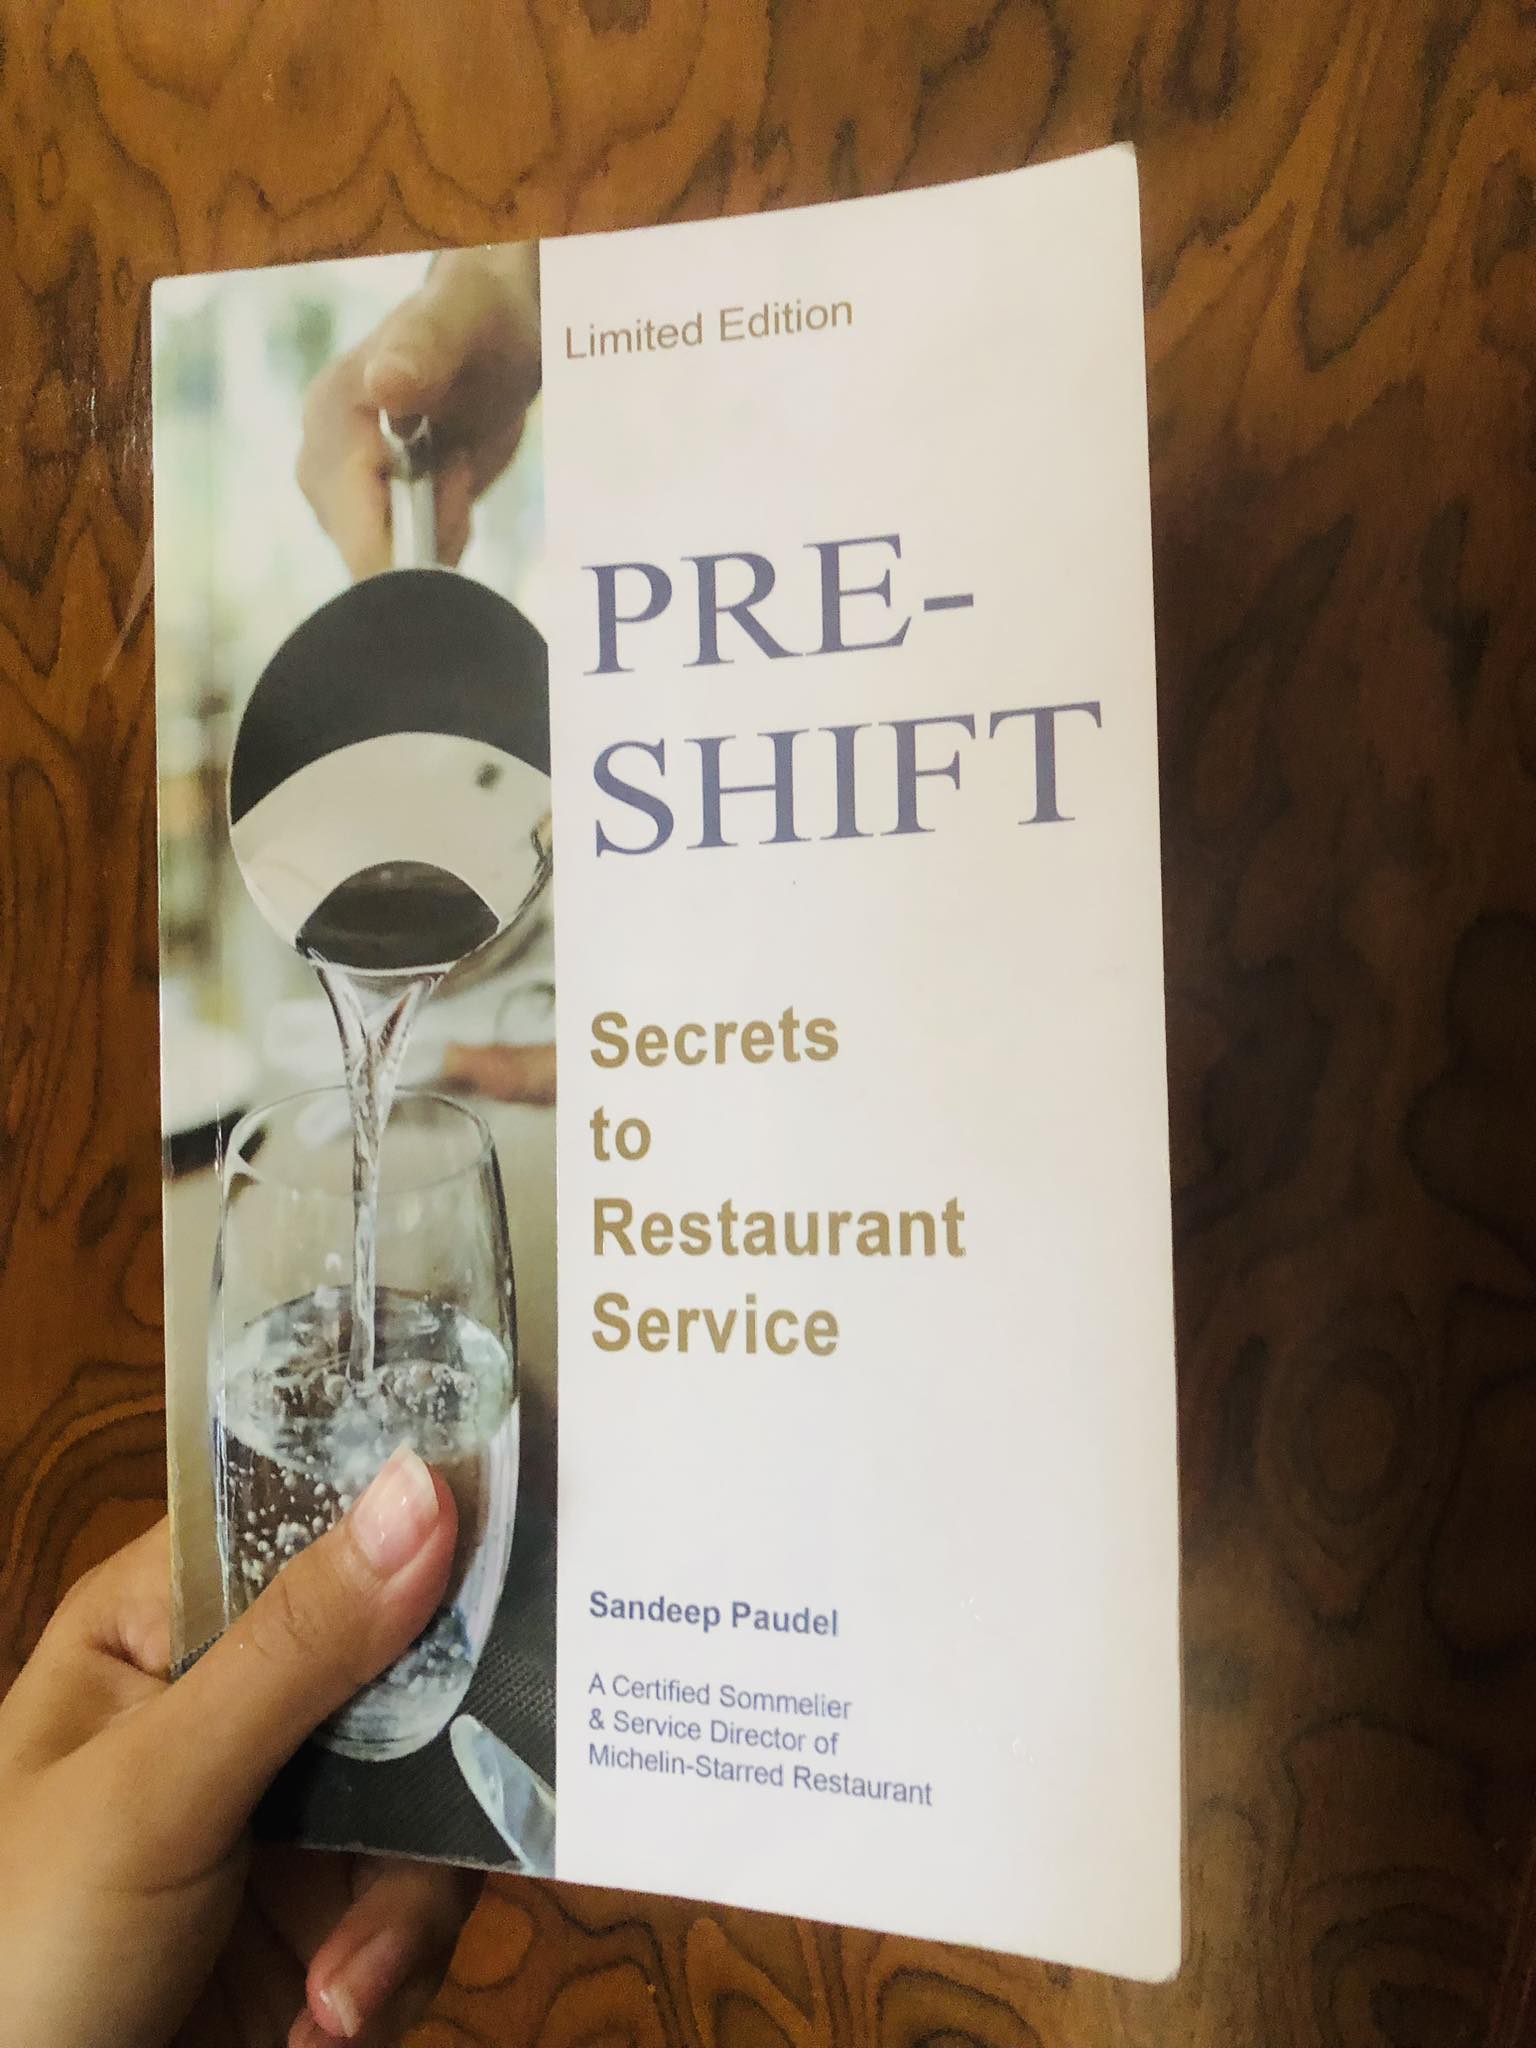 Limited Edition
PRE-
SHIFT
Secrets
to
Restaurant
Service
Sandeep Paudel
A Certified Sommelier
& Service Director of
Michelin-Starred Restaurant